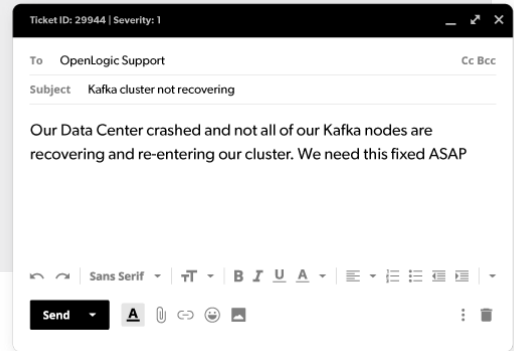 Ticket ID: 29944 | Severity: 1
To OpenLogic Support Cc Bcc
Subject Kafka cluster not recovering
Our Data Center crashed and not all of our Kafka nodes are
recovering and re-entering our cluster. We need this fixed ASAP
Sans Serif
Send